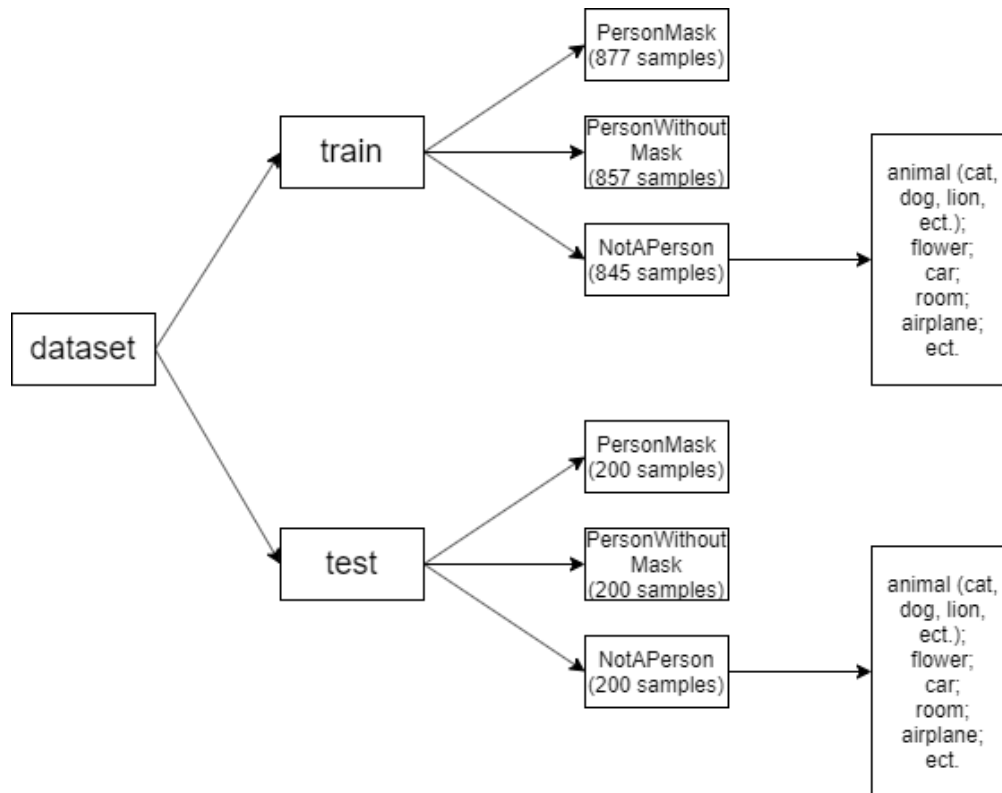 PersonMask
(877 samples)
train
PersonWithout
Mask
(857 samples)
NotAPerson
(845 samples)
animal (cat,
dog, lion,
ect.);
flower;
car;
room;
airplane;
ect.
dataset
PersonMask
(200 samples)
test
PersonWithout
Mask
(200 samples)
NotAPerson
(200 samples)
animal (cat,
dog, lion,
ect.);
flower;
car;
room;
airplane;
ect.